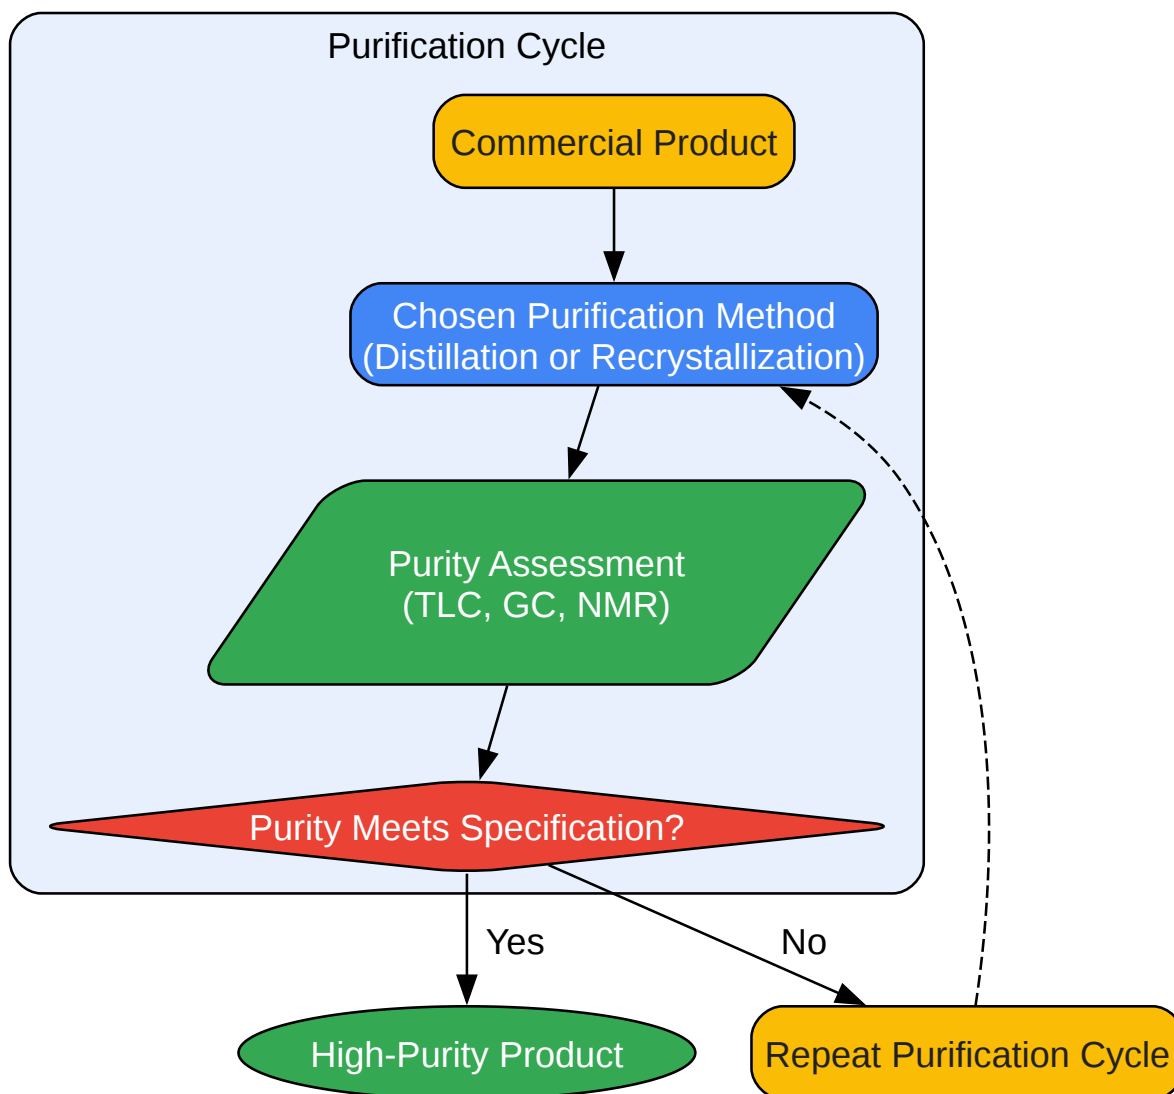 Purification Cycle
Commercial Product
Chosen Purification Method
(Distillation or Recrystallization)
Purity Assessment
(TLC, GC, NMR)
Purity Meets Specification?
Yes
No
High-Purity Product
Repeat Purification Cycle